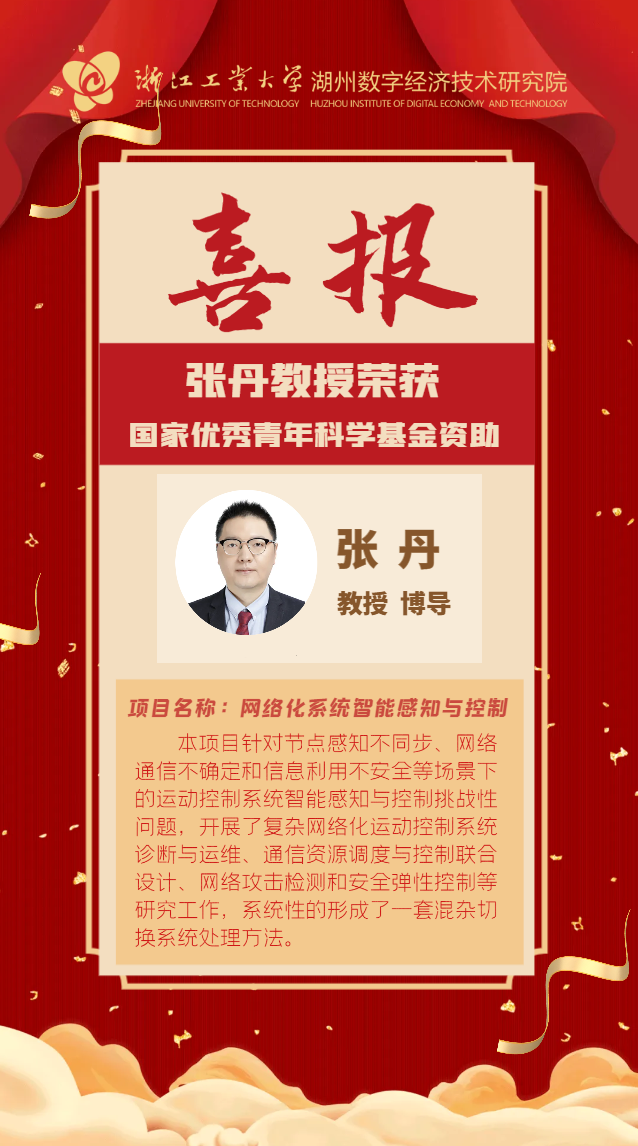 浙江工业大学 湖州数字经济技术研究院
ZHEJIANG UNIVERSITY OF TECHNOLOGY HUZHOU INSTITUTE OF DIGITAL ECONOMY AND TECHNOLOGY
喜报
张丹教授荣获
国家优秀青年科学基金资助
张 丹
教授 博导
项目名称：网络化系统智能感知与控制
本项目针对节点感知不同步、网络
通信不确定和信息利用不安全等场景下
的运动控制系统智能感知与控制挑战性
问题，开展了复杂网络化运动控制系统
诊断与运维、通信资源调度与控制联合
设计、网络攻击检测和安全弹性控制等
研究工作，系统性的形成了一套混杂切
换系统处理方法。